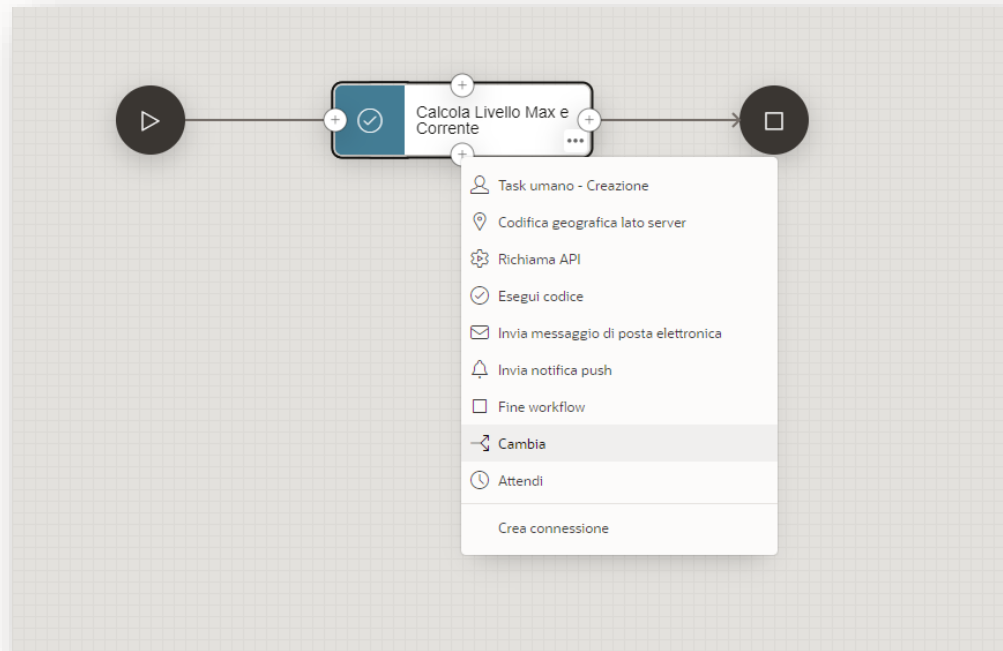 Calcola Livello Max e
Corrente
Task umano - Creazione
Codifica geografica lato server
Richiama API
Esegui codice
Invia messaggio di posta elettronica
Invia notifica push
Fine workflow
Cambia
Attendi
Crea connessione